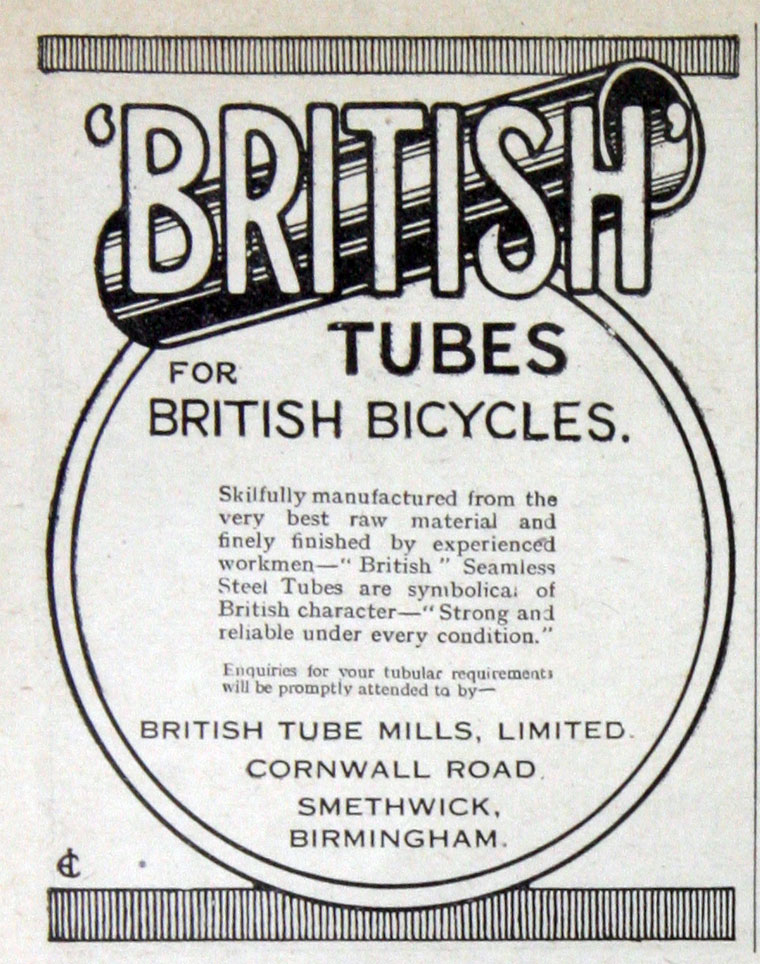 'BRITISH'
TUBES
FOR
BRITISH BICYCLES.
Skilfully manufactured from the
very best raw material and
finely finished by experienced
workmen—"British" Seamless
Steel Tubes are symbolical of
British character—"Strong and
reliable under every condition."
Enquiries for your tubular requirements
will be promptly attended to by—
BRITISH TUBE MILLS, LIMITED.
CORNWALL ROAD,
SMETHWICK,
BIRMINGHAM.